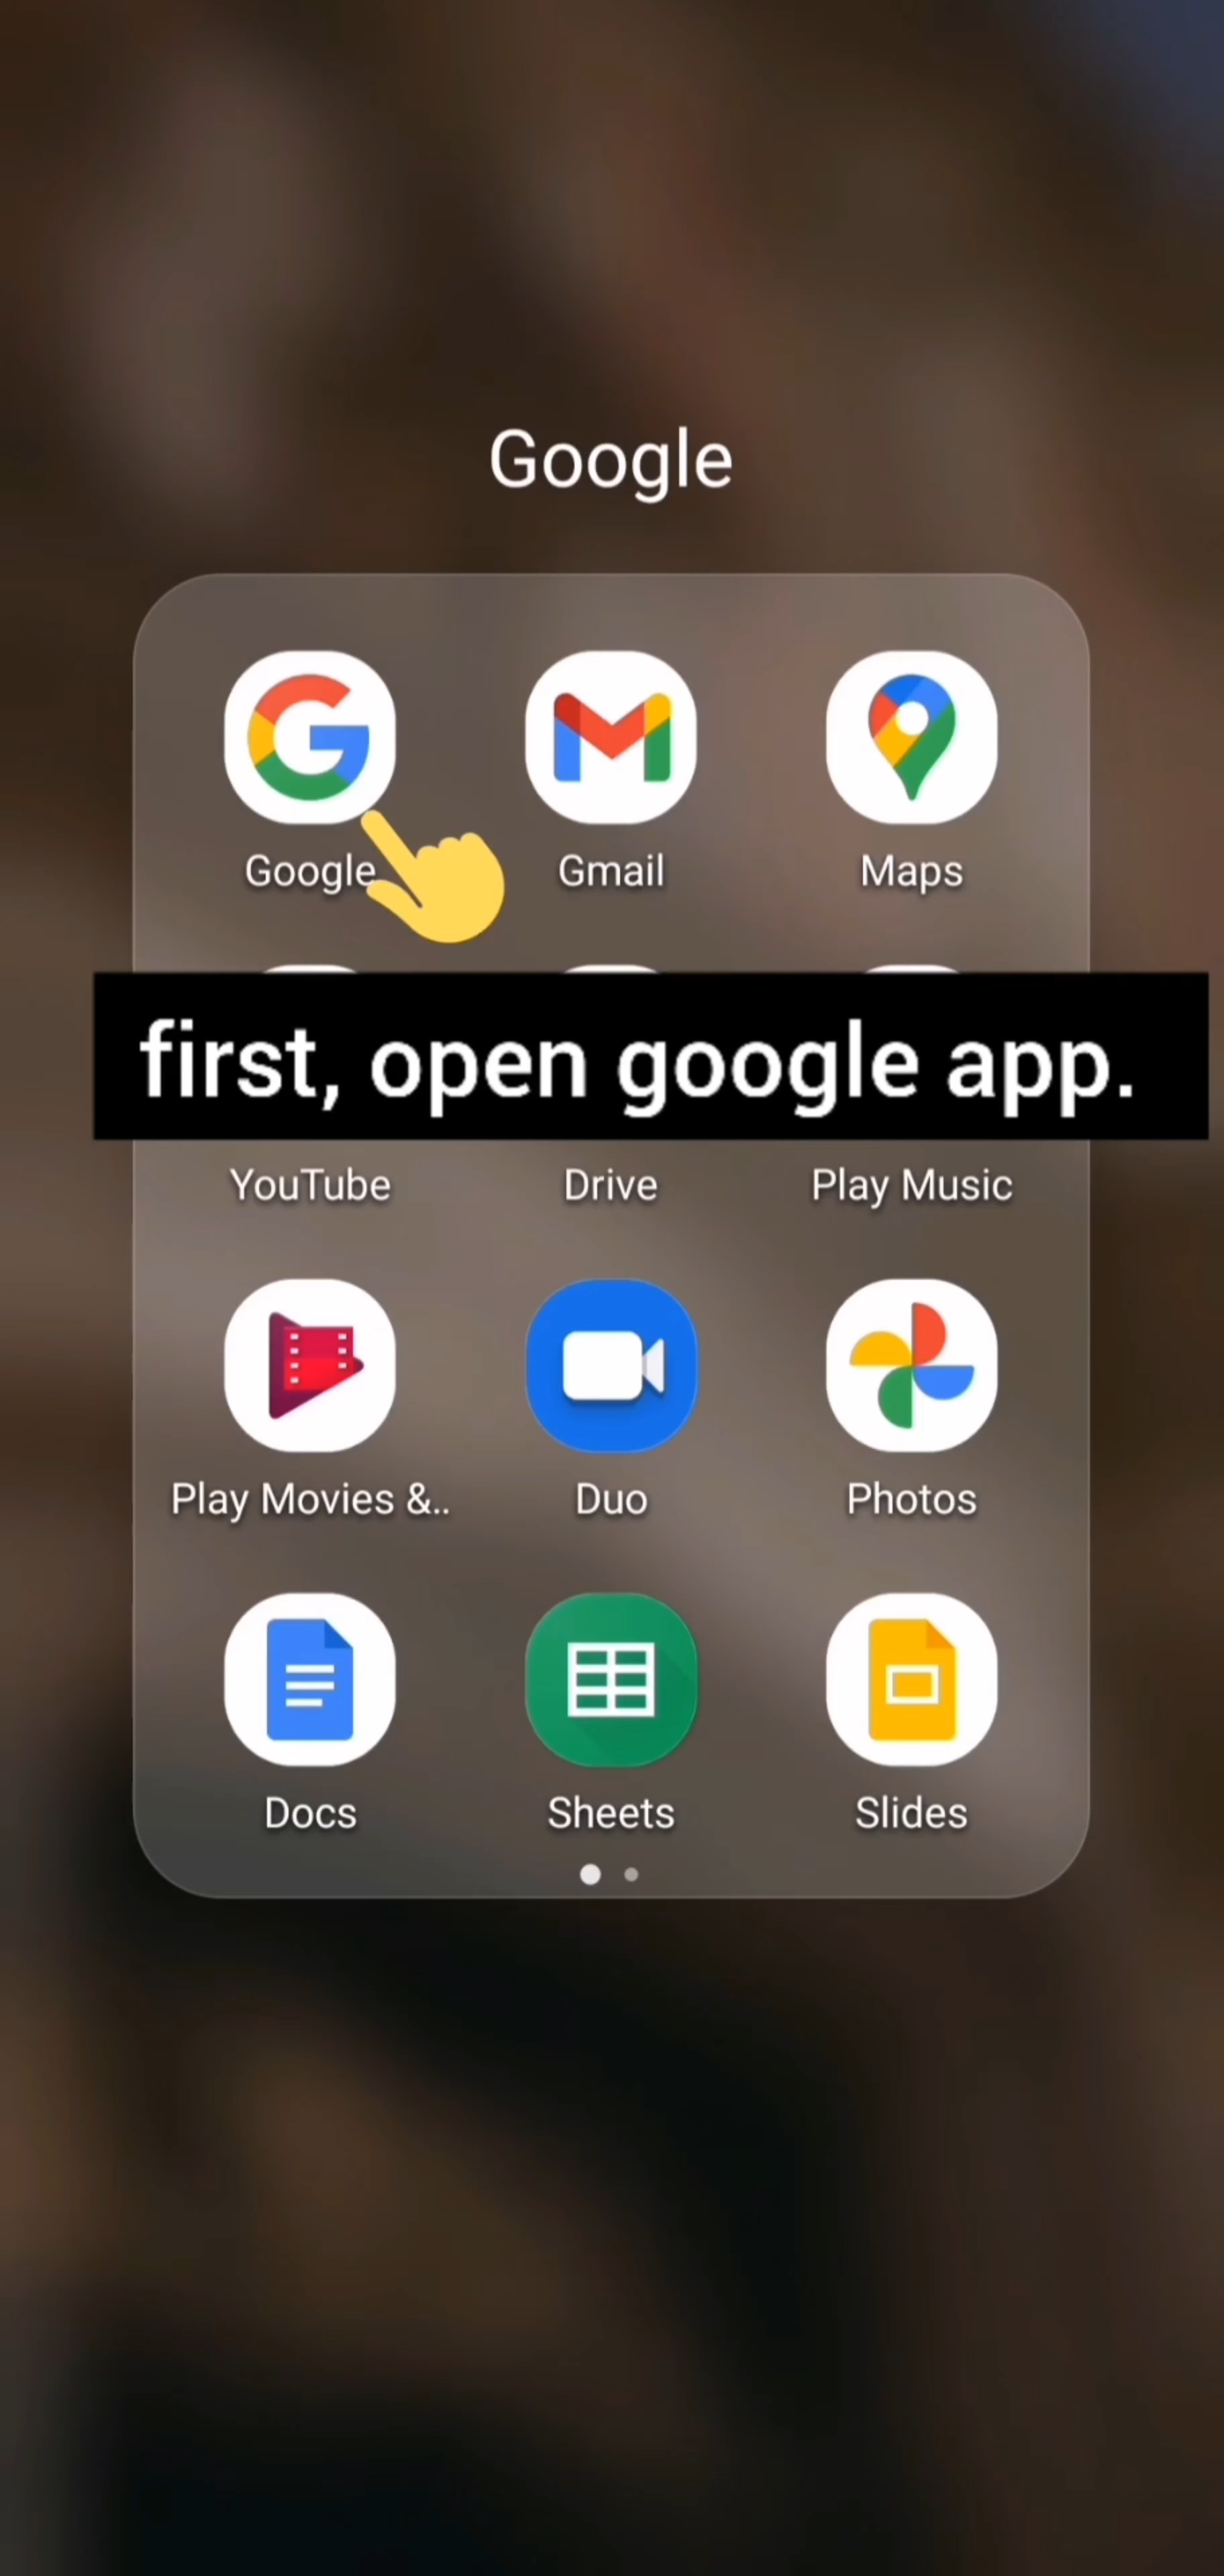 Google
Google Gmail Maps
first, open google app.
YouTube Drive Play Music
Play Movies &..
Duo
Photos
Docs Sheets Slides